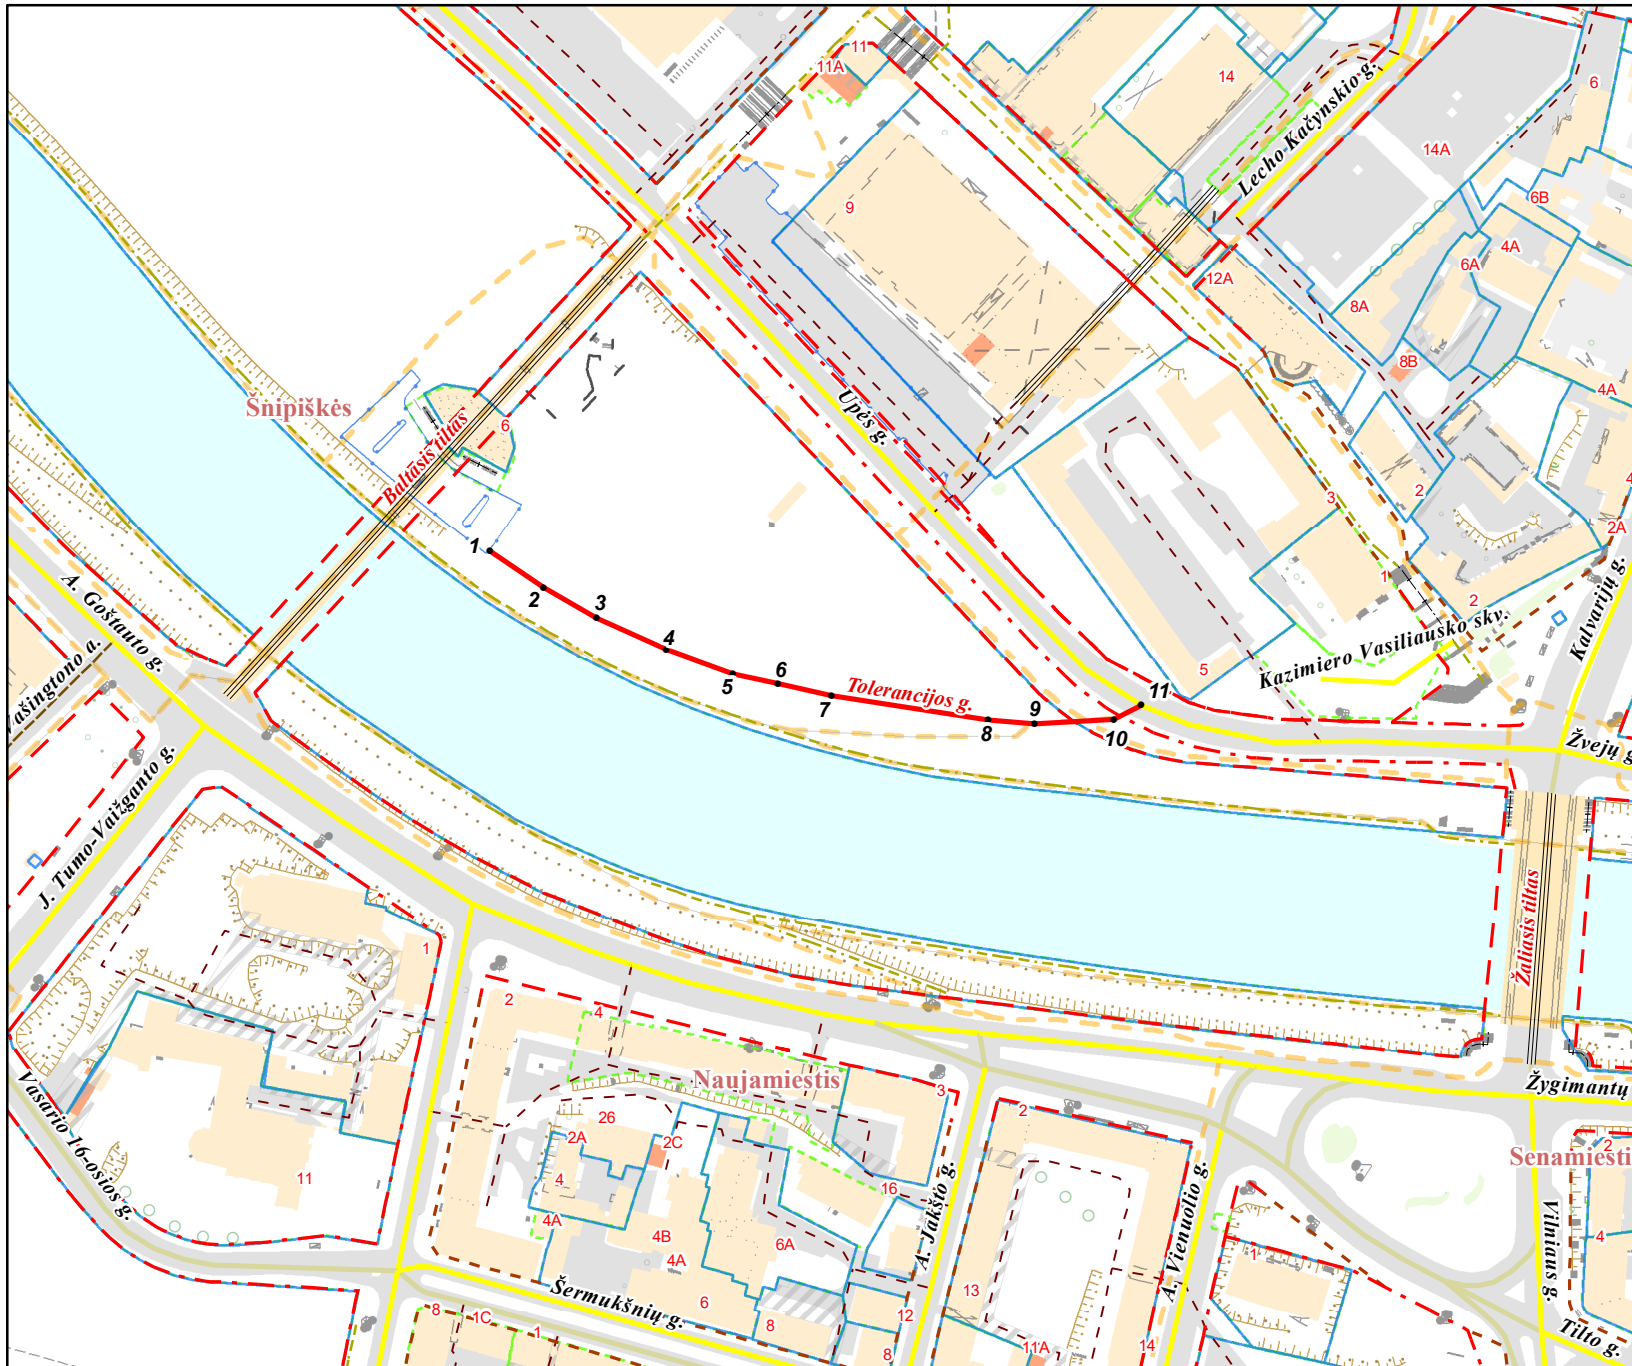 11
11A
14
6
Lecho Kačynskio g.
14A
9
6B
4A
6A
12A
8A
8B
4A
Šnipiškės
Upės g.
6
Baltasis tiltas
3
2
4
2A
1
1
A. Goštauto g.
2
3
2
Kazimiero Vasiliausko skv.
Kalvarijų g.
4
5
6
7
Tolerancijos g.
8
9
10
11
5
Vašingtono a.
Žvejų g
J. Tumo-Vaižganto g.
1
Žaliasis tiltas
2
4
Naujamiestis
3
2
Žygimantų
Vasario 16-osios g.
26
2A
2C
2
Senamiesti
11
4
16
4A
4B
4A
6A
A. Jakšto g.
A. Vienuolio g.
Vilniaus g.
4
1
Šermukšnių g.
6
13
8
1C
1
8
12
8
11A
14
Tilto g.